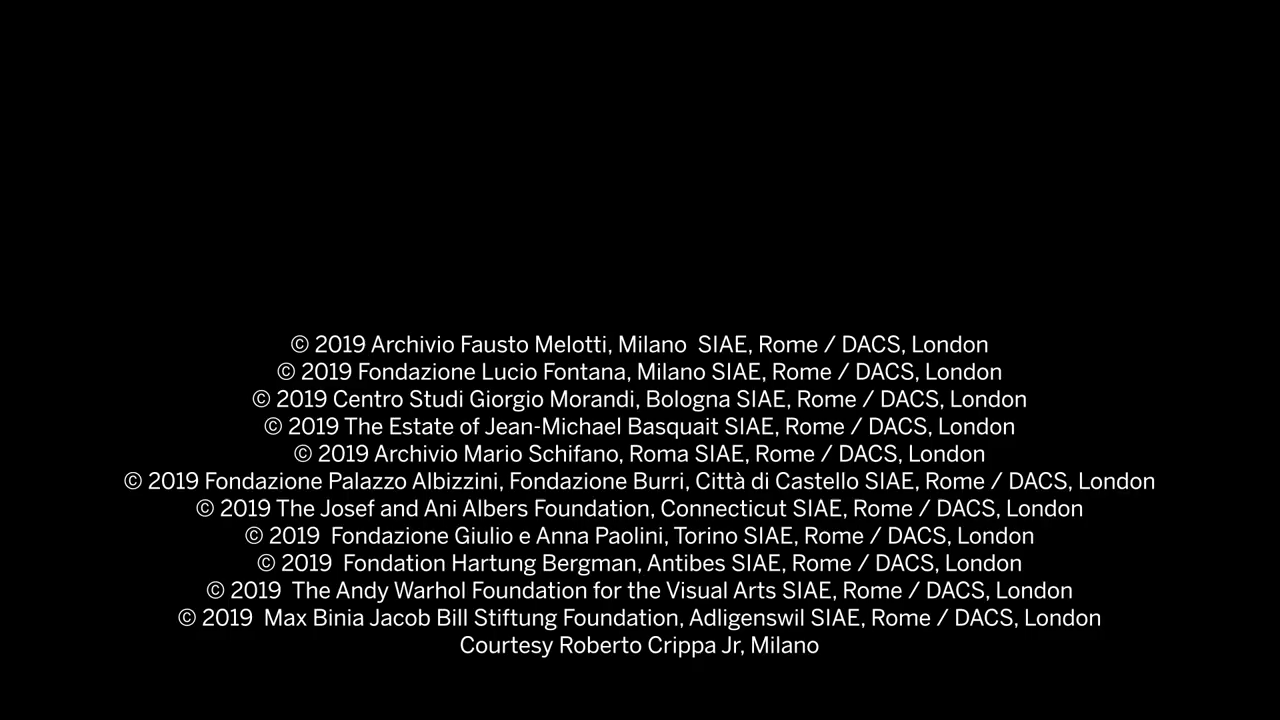 © 2019 Archivio Fausto Melotti, Milano  SIAE, Rome / DACS, London
© 2019 Fondazione Lucio Fontana, Milano SIAE, Rome / DACS, London
© 2019 Centro Studi Giorgio Morandi, Bologna SIAE, Rome / DACS, London
© 2019 The Estate of Jean-Michael Basquait SIAE, Rome / DACS, London
© 2019 Archivio Mario Schifano, Roma SIAE, Rome / DACS, London
© 2019 Fondazione Palazzo Albizzini, Fondazione Burri, Città di Castello SIAE, Rome / DACS, London
© 2019 The Josef and Ani Albers Foundation, Connecticut SIAE, Rome / DACS, London
© 2019  Fondazione Giulio e Anna Paolini, Torino SIAE, Rome / DACS, London
© 2019  Fondation Hartung Bergman, Antibes SIAE, Rome / DACS, London
© 2019  The Andy Warhol Foundation for the Visual Arts SIAE, Rome / DACS, London
© 2019  Max Binia Jacob Bill Stiftung Foundation, Adligenswil SIAE, Rome / DACS, London
Courtesy Roberto Crippa Jr, Milano